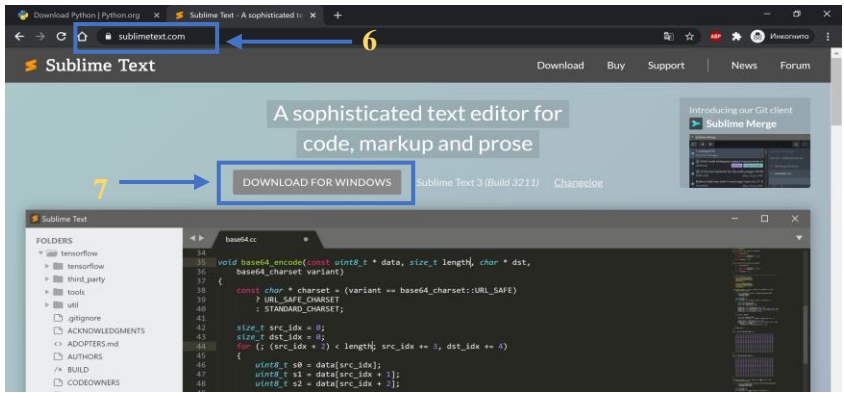 Download Python | Python.org
Sublime Text - A sophisticated te
sublimetext.com
6
ABP
Инкогнито
Sublime Text
Download Buy Support News Forum
A sophisticated text editor for
code, markup and prose
Introducing our Git client
Sublime Merge
7
DOWNLOAD FOR WINDOWS Sublime Text 3 (Build 3211) Changelog
Sublime Text
FOLDERS
tensorflow
tensorflow
third_party
tools
util
.gitignore
ACKNOWLEDGMENTS
<> ADOPTERS.md
AUTHORS
/* BUILD
CODEOWNERS
base64.cc
34
35 void base64_encode(const uint8_t * data, size_t length, char * dst,
36 base64_charset variant)
37 {
38 const char * charset = (variant == base64_charset::URL_SAFE)
39 ? URL_SAFE_CHARSET
40 : STANDARD_CHARSET;
41
42 size_t src_idx = 0;
43 size_t dst_idx = 0;
44 for (; (src_idx + 2) < length; src_idx += 3, dst_idx += 4)
45 {
46 uint8_t s0 = data[src_idx];
47 uint8_t s1 = data[src_idx + 1];
48 uint8_t s2 = data[src_idx + 2];